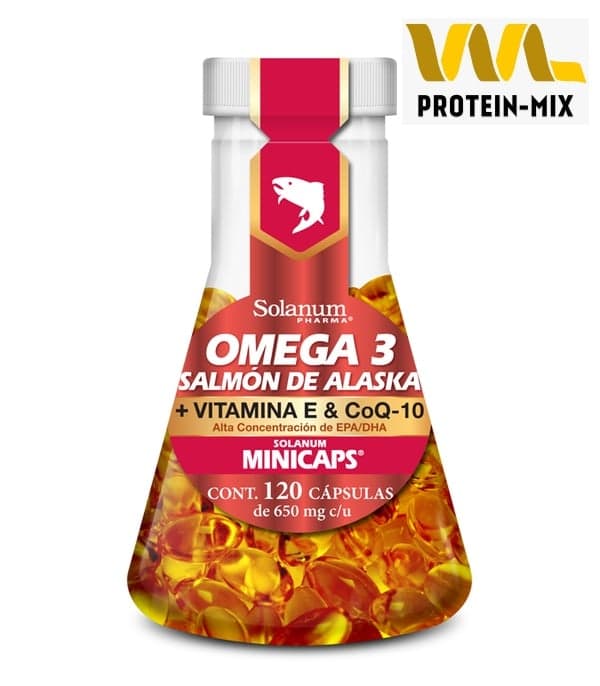 PROTEIN-MIX
Solanum
PHARMA®
OMEGA 3
SALMÓN DE ALASKA
+ VITAMINA E & CoQ-10
Alta Concentración de EPA/DHA
SOLANUM
MINICAPS®
CONT. 120 CÁPSULAS
de 650 mg c/u